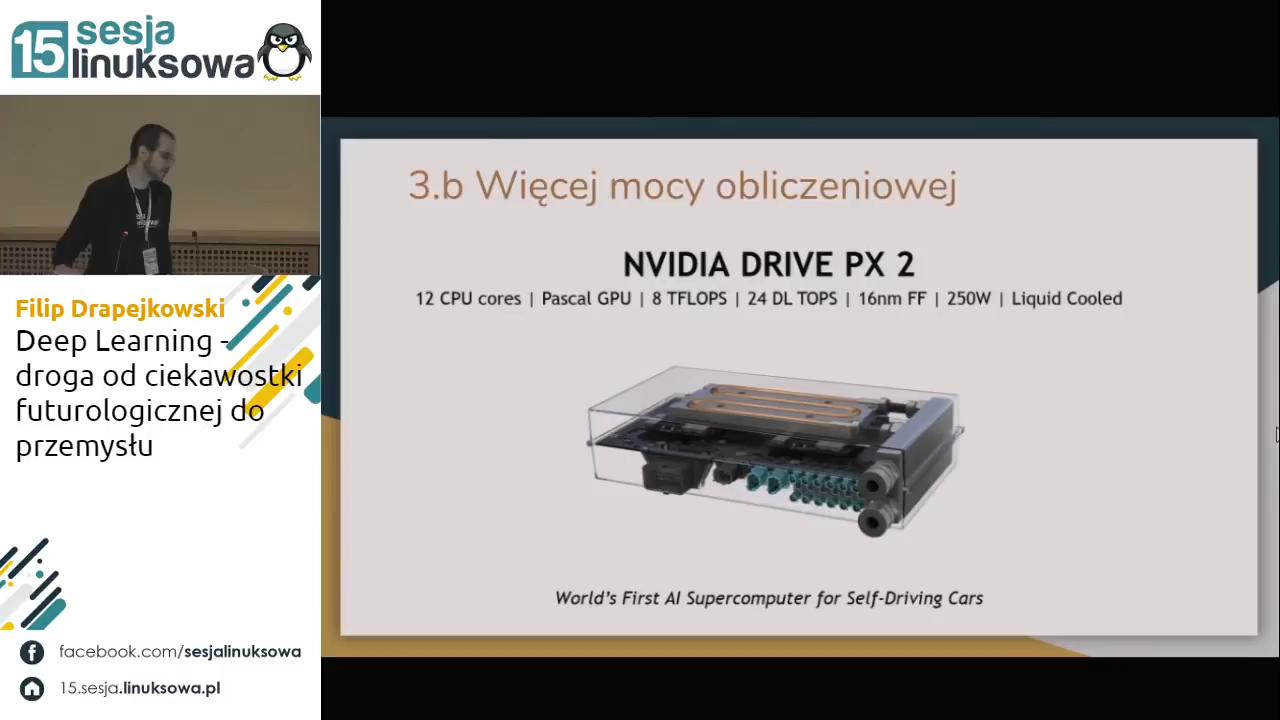 15 sesja
linuksowa
Filip Drapejkowski
Deep Learning -
droga od ciekawostki
futurologicznej do
przemysłu
facebook.com/sesjalinuksowa
15.sesja.linuksowa.pl
3.b Więcej mocy obliczeniowej
NVIDIA DRIVE PX 2
12 CPU cores | Pascal GPU | 8 TFLOPS | 24 DL TOPS | 16nm FF | 250W | Liquid Cooled
World's First AI Supercomputer for Self-Driving Cars